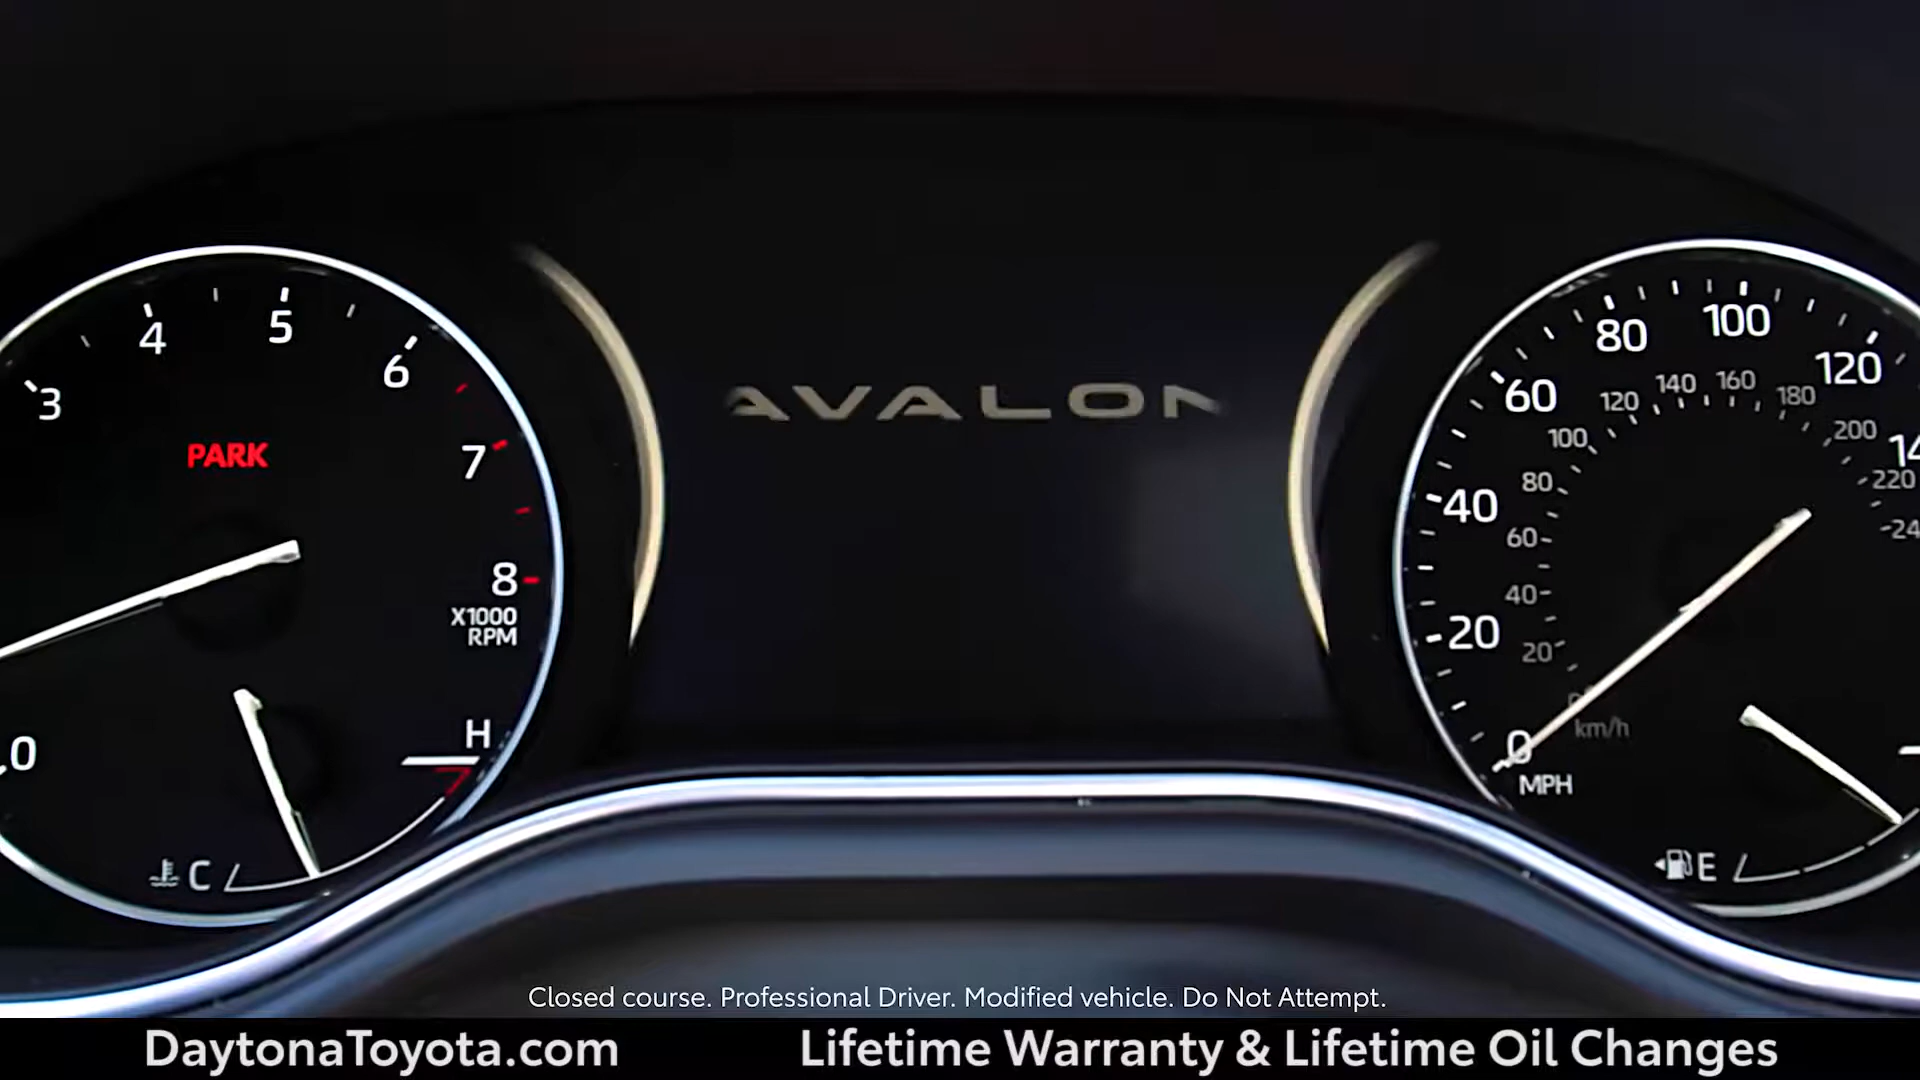 AVALON
3
4
5
6
7
8
PARK
X1000
RPM
0
H
C
0
20
40
60
80
100
120
20
40
60
80
100
120
140
160
180
200
220
km/h
MPH
E
Closed course. Professional Driver. Modified vehicle. Do Not Attempt.
DaytonaToyota.com
Lifetime Warranty & Lifetime Oil Changes